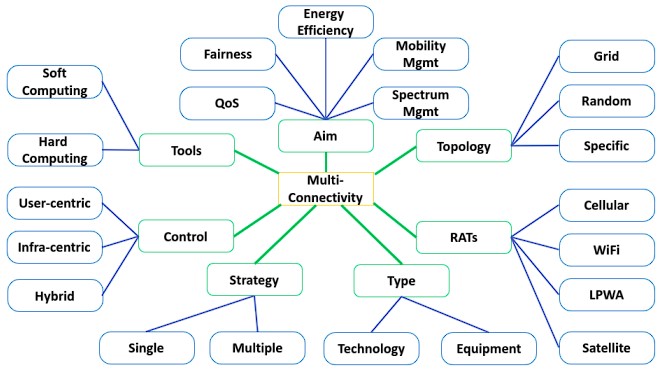 Energy
Efficiency
Fairness
Mobility
Mgmt
Grid
Soft
Computing
QoS
Spectrum
Mgmt
Random
Aim
Hard
Computing
Tools
Topology
Specific
Multi-
Connectivity
User-centric
Cellular
Infra-centric
Control
RATs
WiFi
Hybrid
Strategy
Type
LPWA
Single
Multiple
Technology
Equipment
Satellite